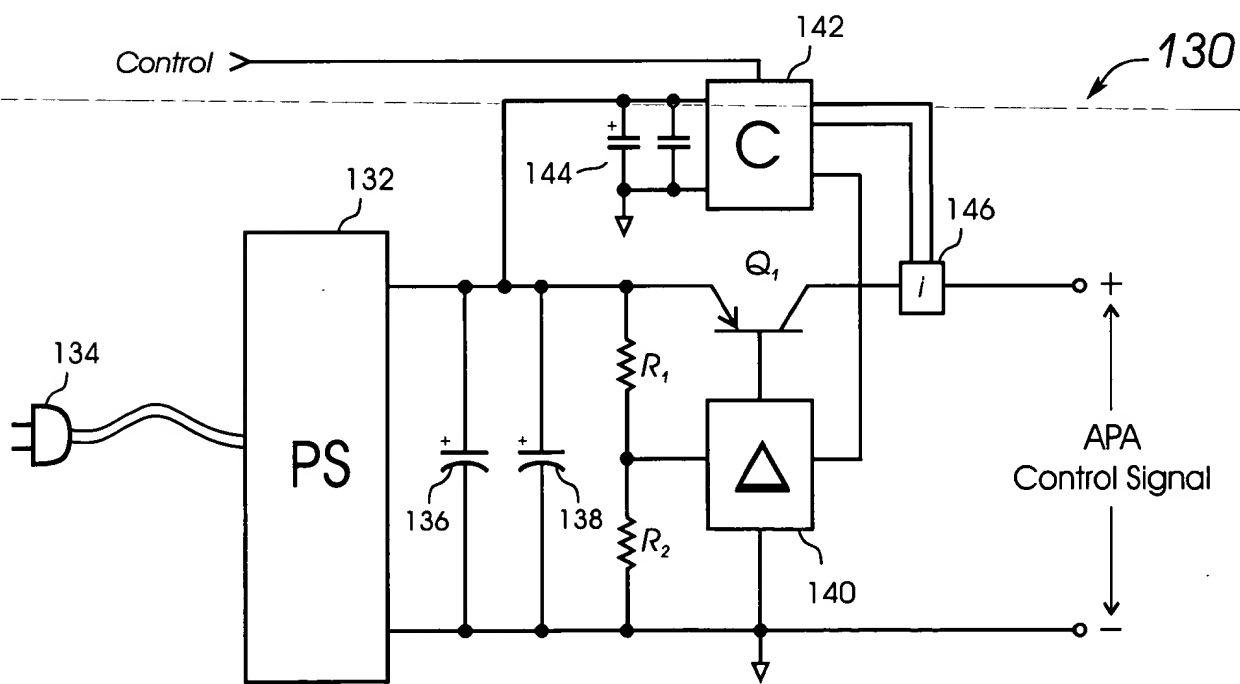 142
Control
130
+
C
144
132
146
Q1
i
+
134
R1
PS
+
+
APA
Control Signal
136
138
R2
140
−